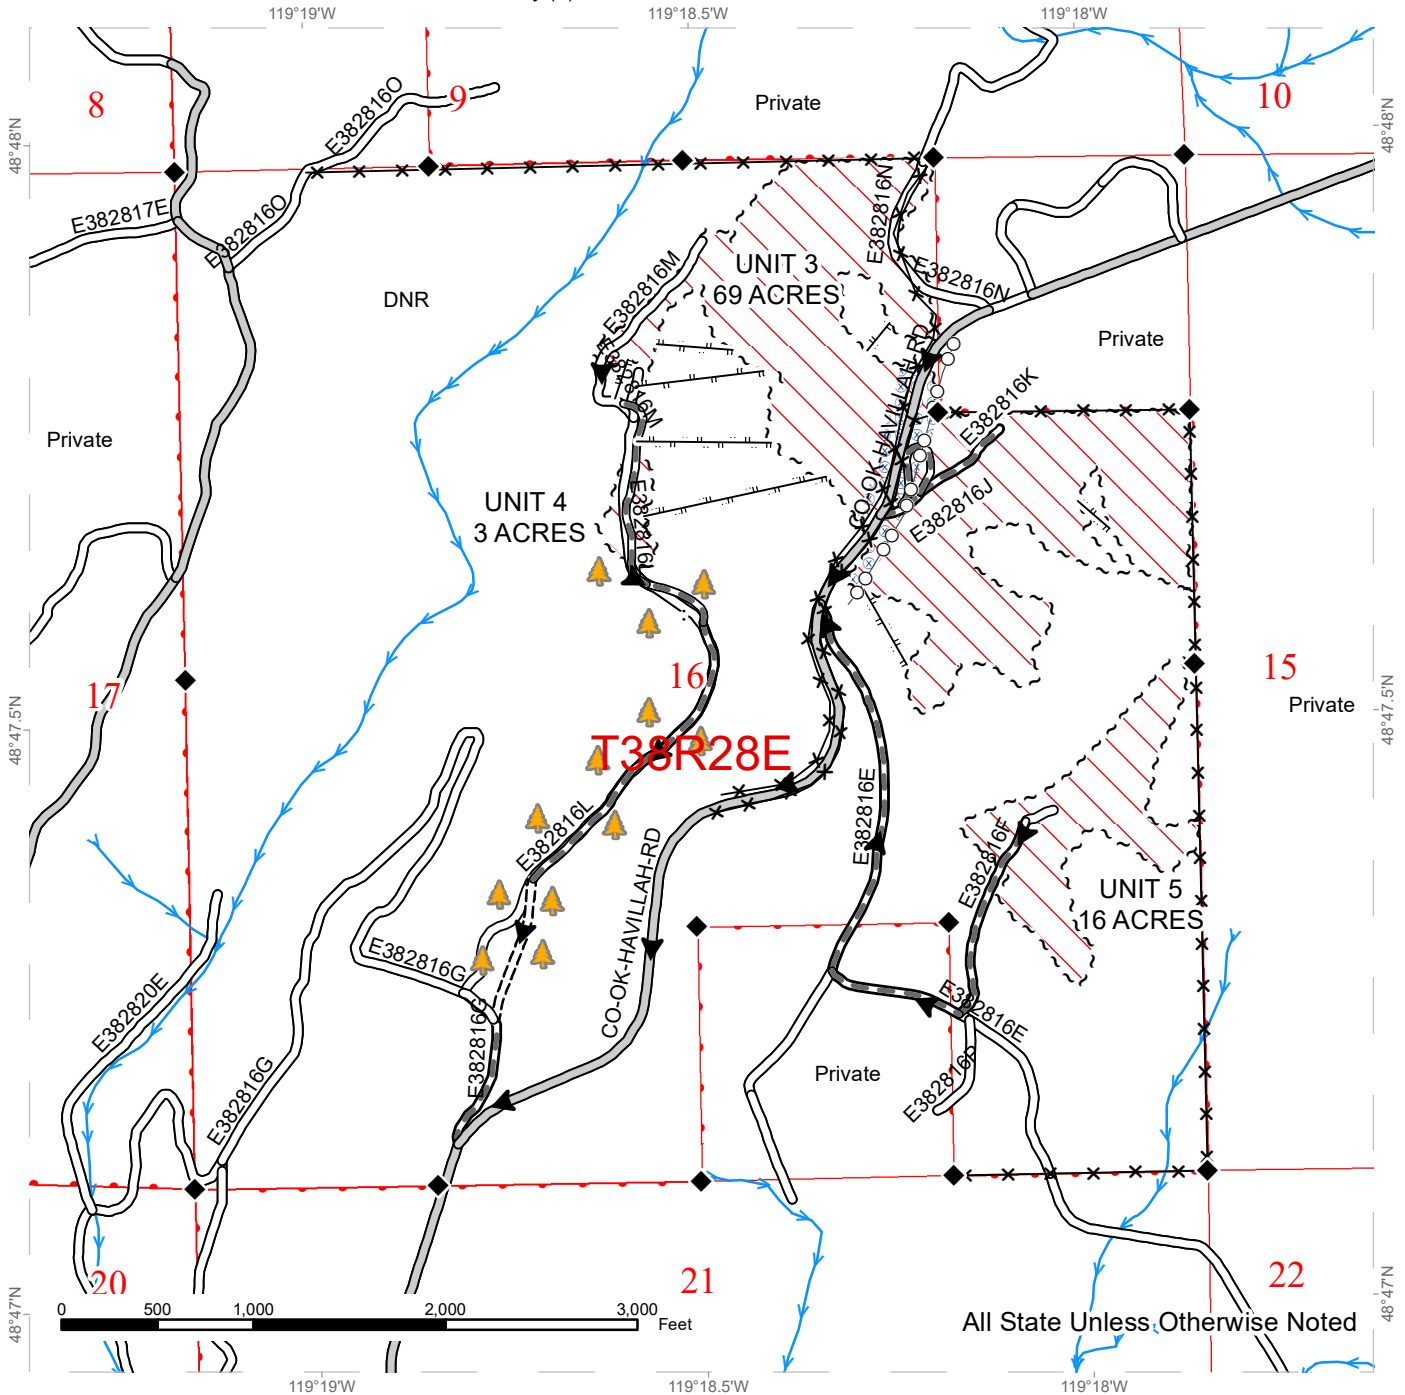 119°19'W
119°18.5'W
119°18'W
8
E382816O
9
Private
10
48°48'N
48°48'N
E382817E
E382816O
E382816N
E382816M
UNIT 3
69 ACRES
E382816N
DNR
Private
E382816M
CO-OK-HAVILLAH-RD
E382816K
Private
UNIT 4
3 ACRES
E382816L
E382816J
17
16
15
Private
48°47.5'N
48°47.5'N
T38R28E
E382816L
E382816E
E382816F
CO-OK-HAVILLAH-RD
UNIT 5
16 ACRES
E382816G
E382820E
E382816G
E382816E
E382816G
Private
E382816P
20
21
22
48°47'N
48°47'N
0
500
1,000
2,000
3,000
Feet
All State Unless Otherwise Noted
119°19'W
119°18.5'W
119°18'W